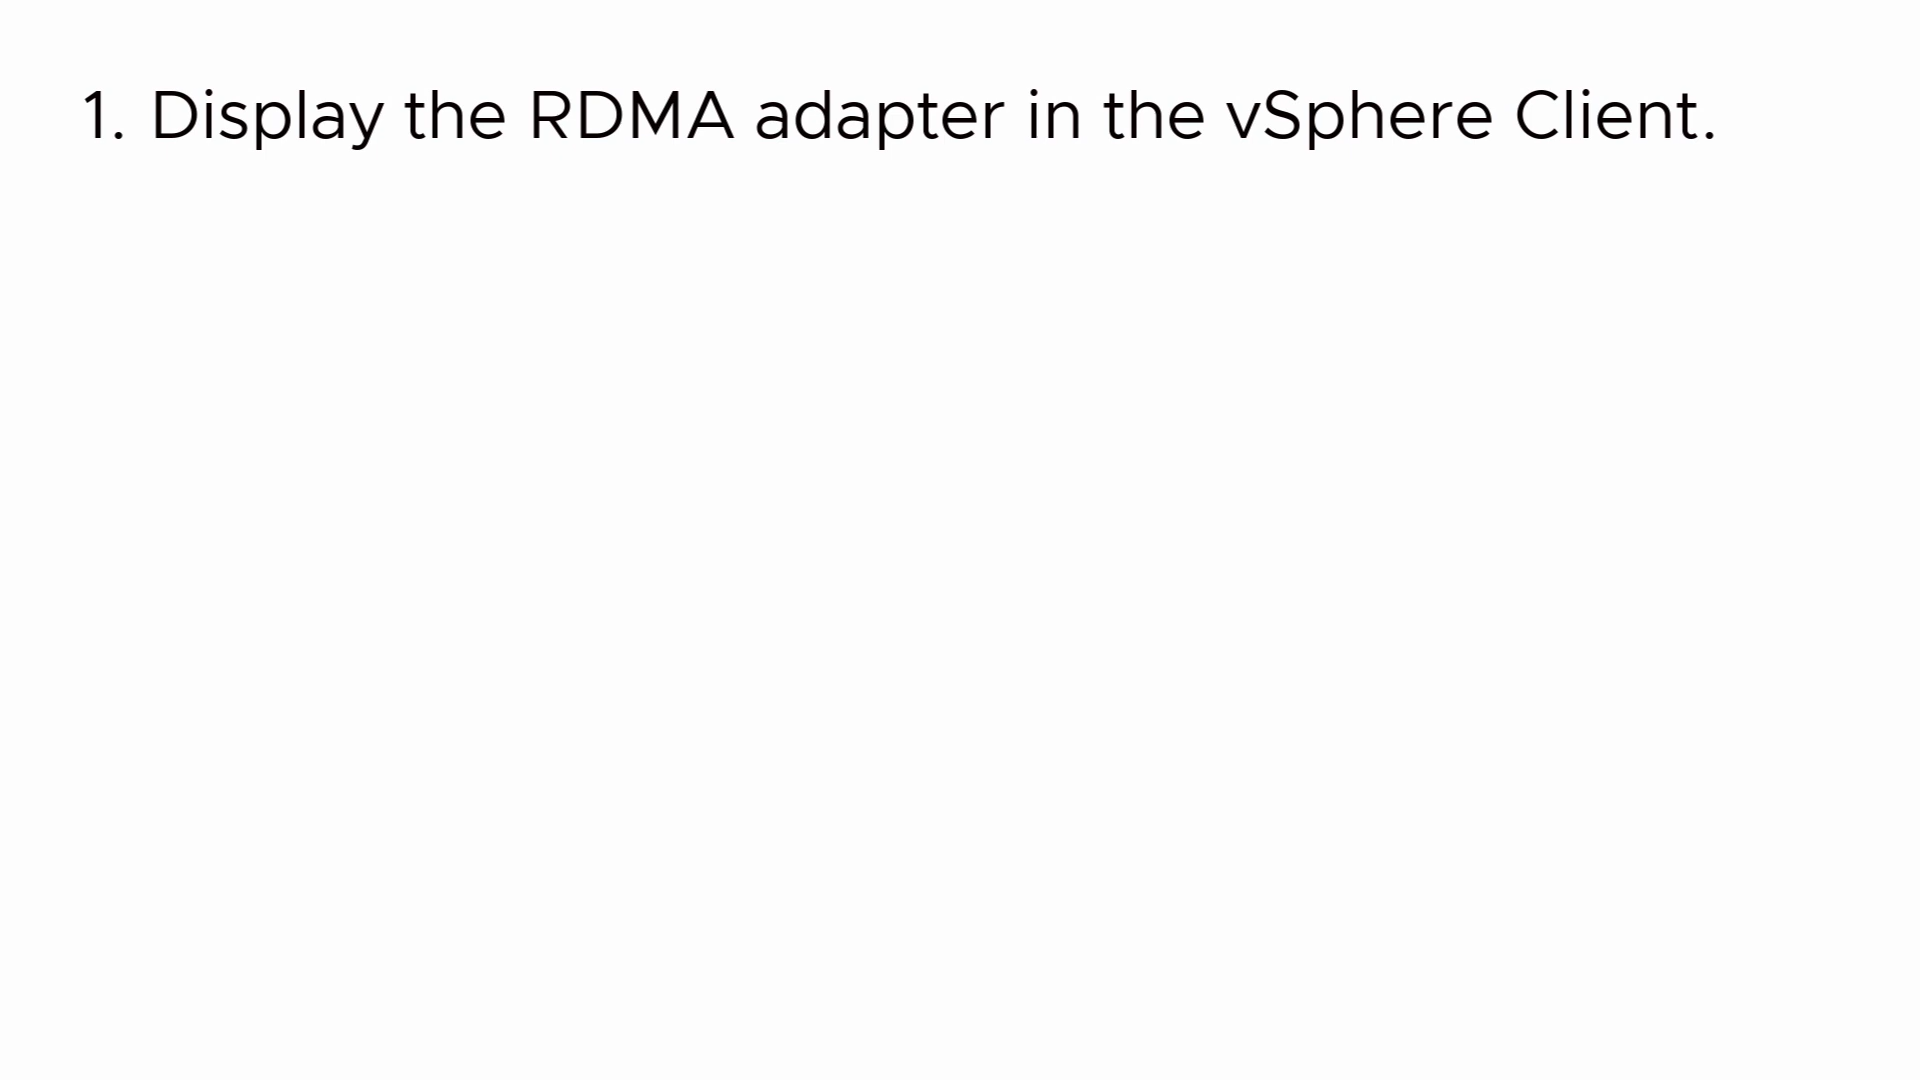 1. Display the RDMA adapter in the vSphere Client.